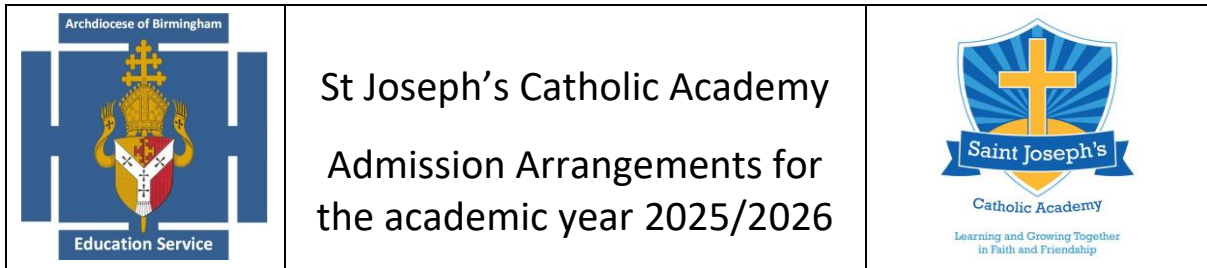 Archdiocese of Birmingham
Education Service
St Joseph’s Catholic Academy
Admission Arrangements for
the academic year 2025/2026
Saint Joseph's
Catholic Academy
Learning and Growing Together
in Faith and Friendship